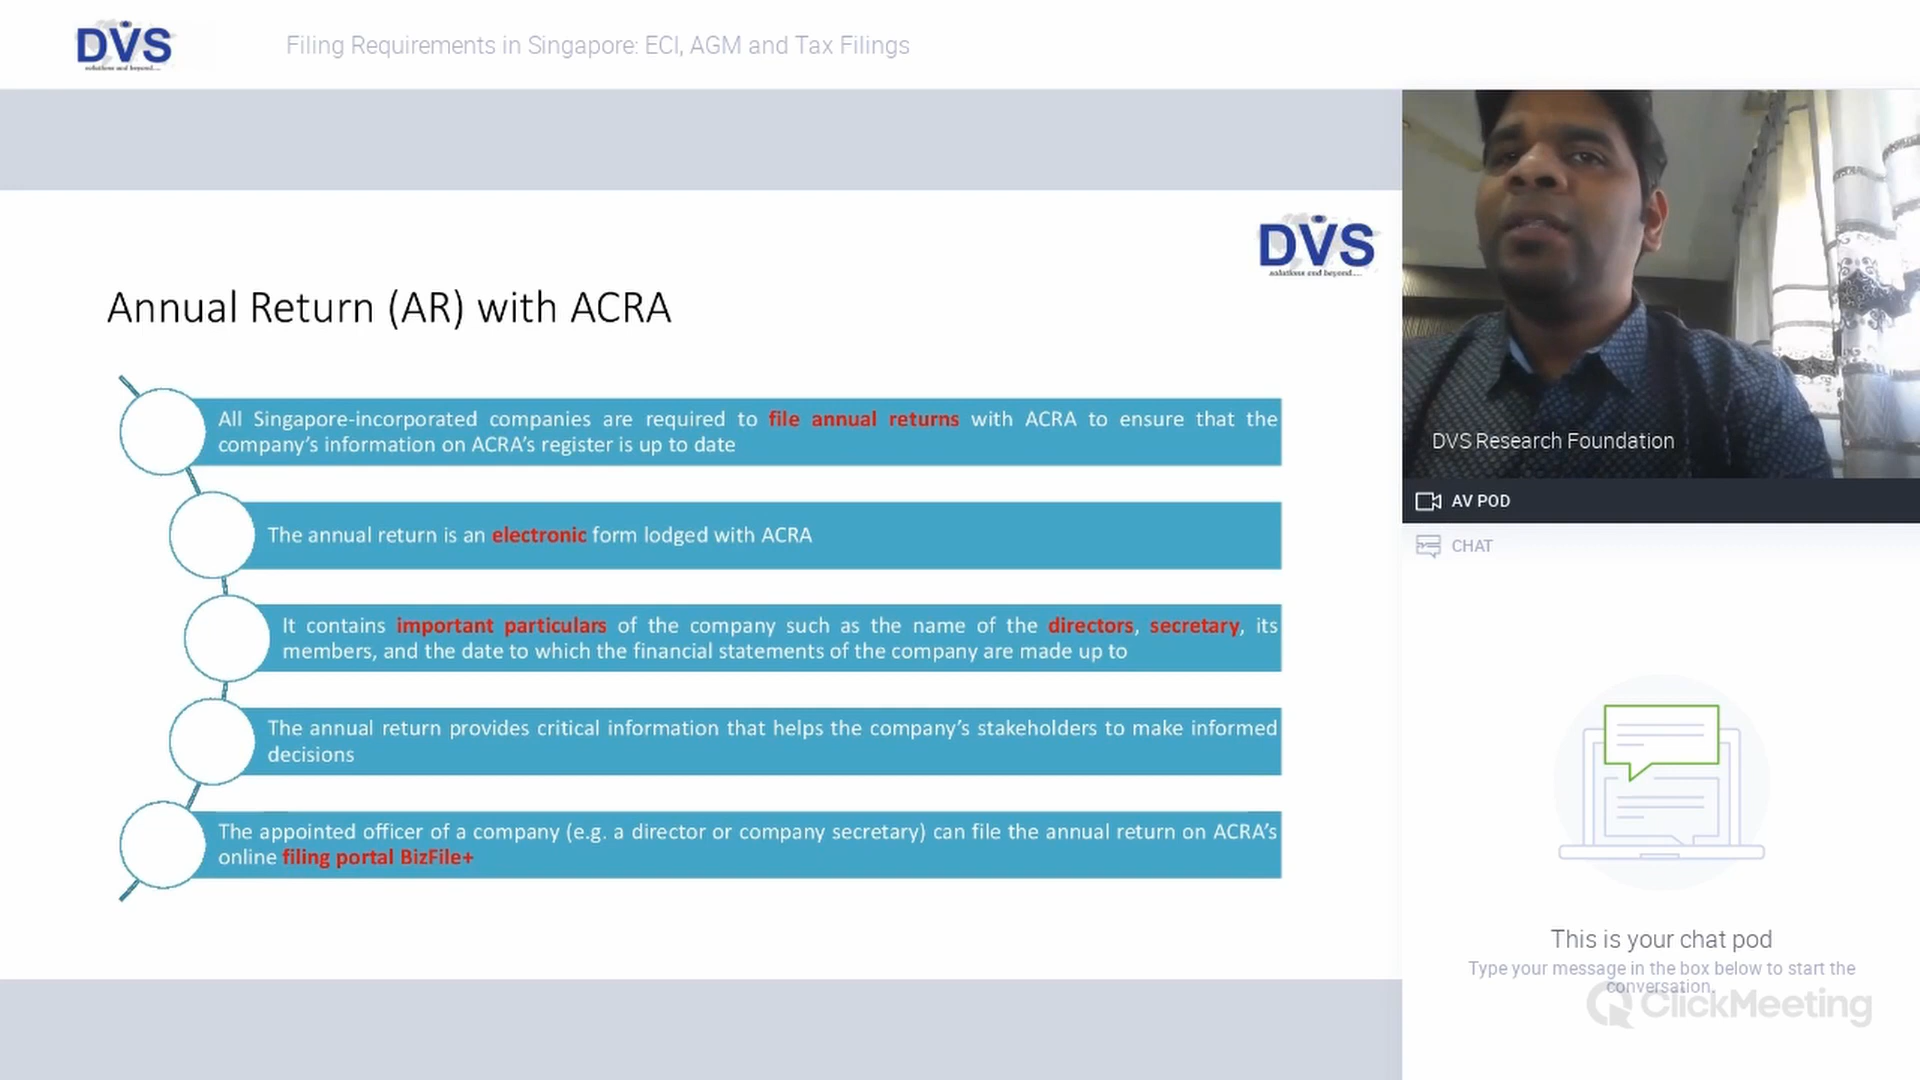 DVS
solutions and beyond....
Filing Requirements in Singapore: ECI, AGM and Tax Filings
DVS
solutions and beyond....
Annual Return (AR) with ACRA
All Singapore-incorporated companies are required to file annual returns with ACRA to ensure that the
company’s information on ACRA’s register is up to date
The annual return is an electronic form lodged with ACRA
It contains important particulars of the company such as the name of the directors, secretary, its
members, and the date to which the financial statements of the company are made up to
The annual return provides critical information that helps the company’s stakeholders to make informed
decisions
The appointed officer of a company (e.g. a director or company secretary) can file the annual return on ACRA’s
online filing portal BizFile+
DVS Research Foundation
AV POD
CHAT
This is your chat pod
Type your message in the box below to start the
conversation.
ClickMeeting